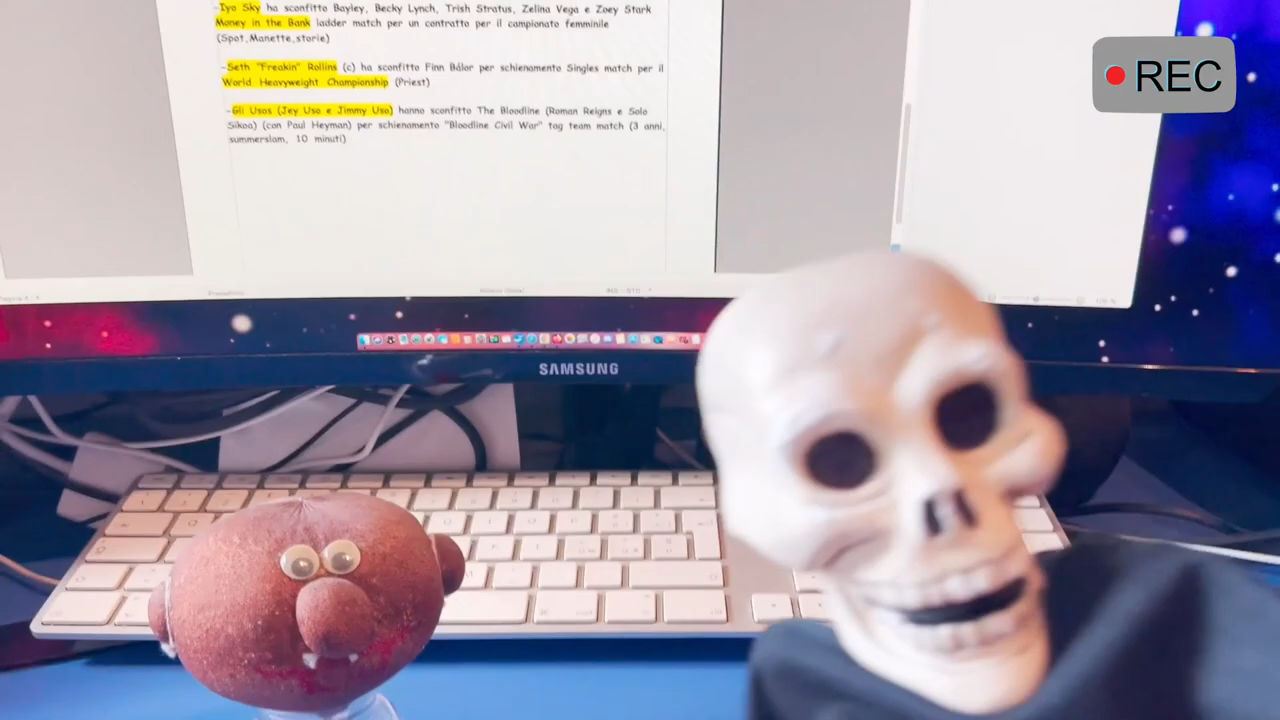 -Iyo Sky ha sconfitto Bayley, Becky Lynch, Trish Stratus, Zelina Vega e Zoey Stark
Money in the Bank ladder match per un contratto per il campionato femminile
(Spot,Manette,storie)
-Seth "Freakin" Rollins (c) ha sconfitto Finn Bálor per schienamento Singles match per il
World Heavyweight Championship (Priest)
-Gli Usos (Jey Uso e Jimmy Uso) hanno sconfitto The Bloodline (Roman Reigns e Solo
Sikoa) (con Paul Heyman) per schienamento "Bloodline Civil War" tag team match (3 anni,
summerslam, 10 minuti)
REC
SAMSUNG